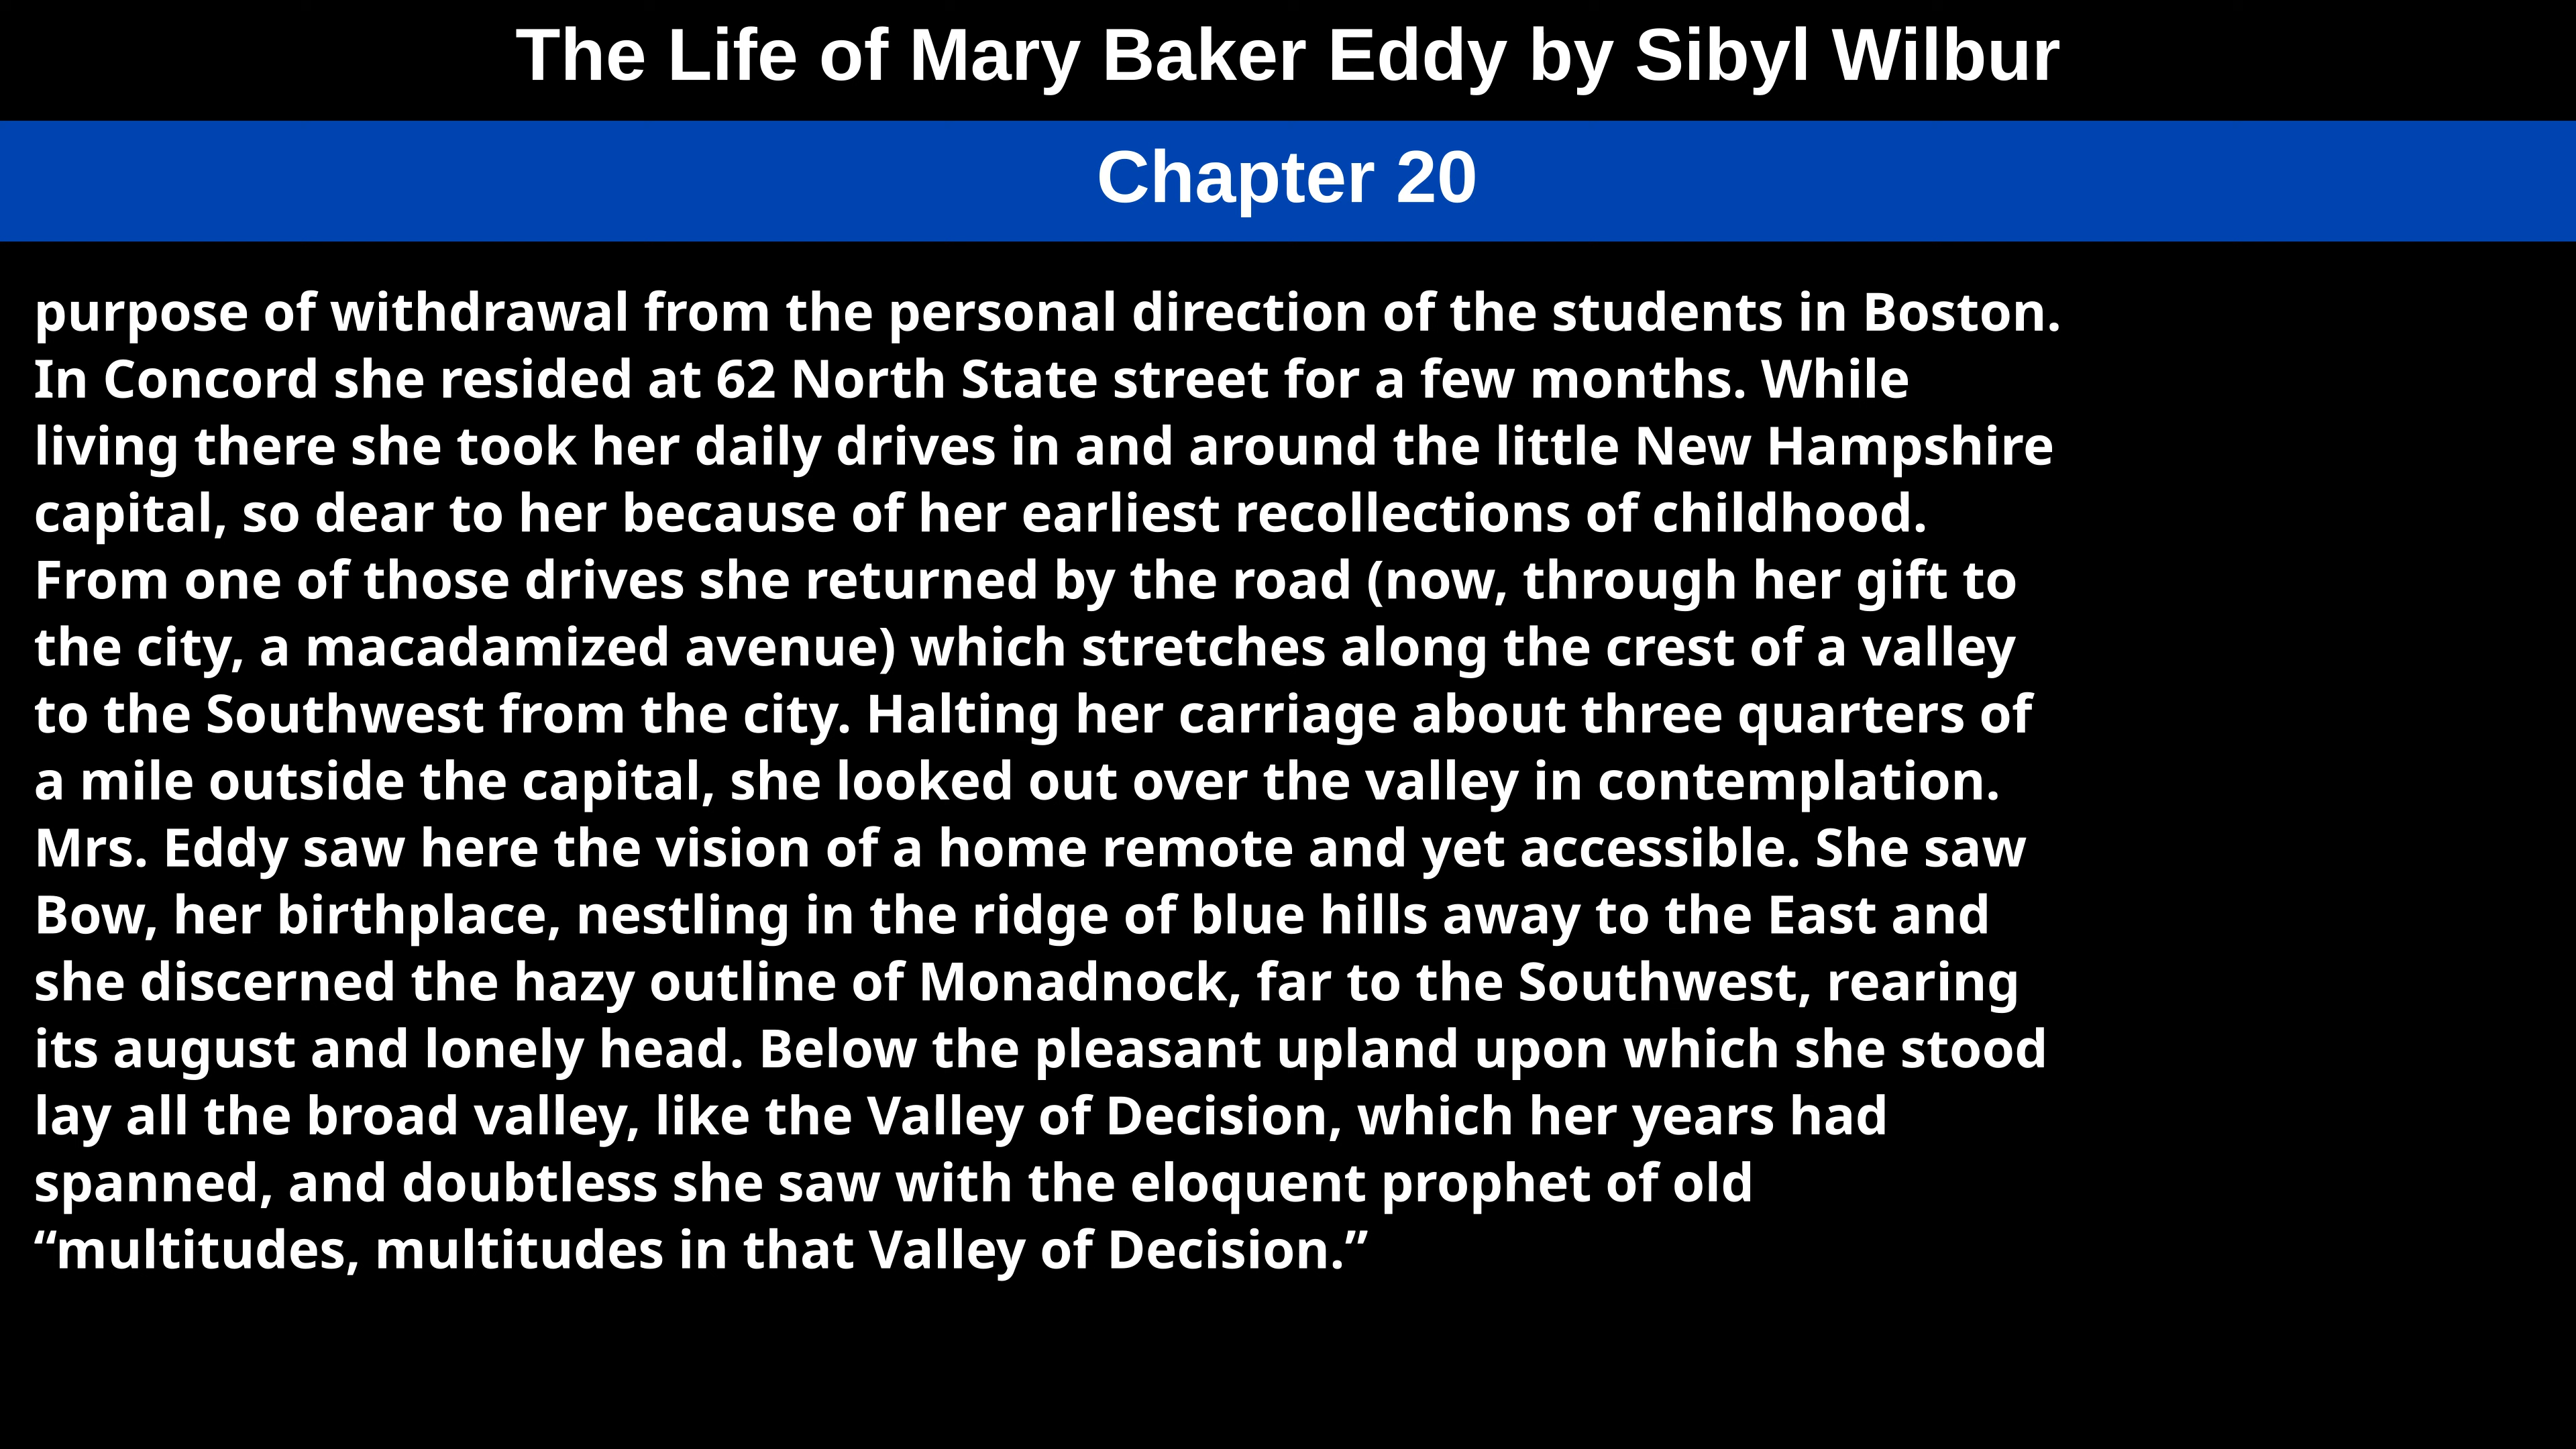 The Life of Mary Baker Eddy by Sibyl Wilbur
Chapter 20
purpose of withdrawal from the personal direction of the students in Boston.
In Concord she resided at 62 North State street for a few months. While
living there she took her daily drives in and around the little New Hampshire
capital, so dear to her because of her earliest recollections of childhood.
From one of those drives she returned by the road (now, through her gift to
the city, a macadamized avenue) which stretches along the crest of a valley
to the Southwest from the city. Halting her carriage about three quarters of
a mile outside the capital, she looked out over the valley in contemplation.
Mrs. Eddy saw here the vision of a home remote and yet accessible. She saw
Bow, her birthplace, nestling in the ridge of blue hills away to the East and
she discerned the hazy outline of Monadnock, far to the Southwest, rearing
its august and lonely head. Below the pleasant upland upon which she stood
lay all the broad valley, like the Valley of Decision, which her years had
spanned, and doubtless she saw with the eloquent prophet of old
“multitudes, multitudes in that Valley of Decision.”